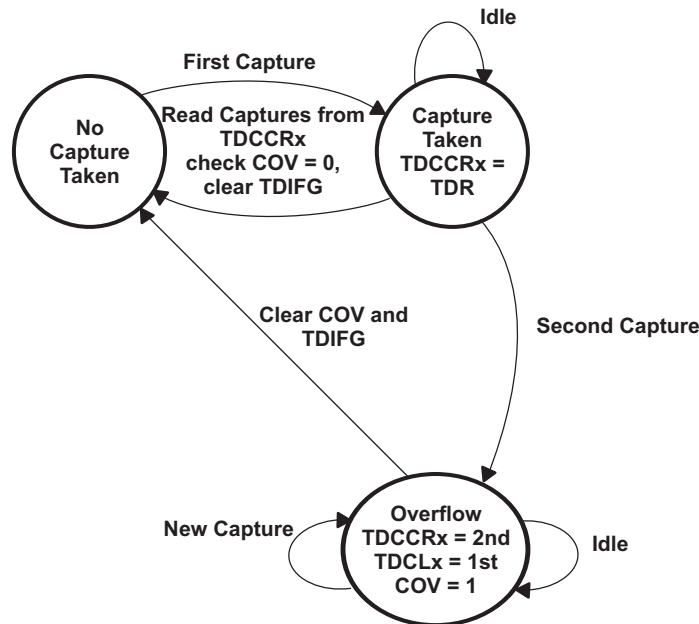 Idle
First Capture
No
Capture
Taken
Read Captures from
TDCCRx
check COV = 0,
clear TDIFG
Capture
Taken
TDCCRx =
TDR
Clear COV and
TDIFG
Second Capture
New Capture
Overflow
TDCCRx = 2nd
TDCLx = 1st
COV = 1
Idle